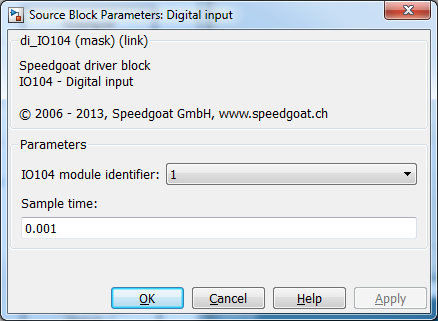 Source Block Parameters: Digital input
di_IO104 (mask) (link)
Speedgoat driver block
IO104 - Digital input
© 2006 - 2013, Speedgoat GmbH, www.speedgoat.ch
Parameters
IO104 module identifier: 1
Sample time:
0.001
OK Cancel Help Apply